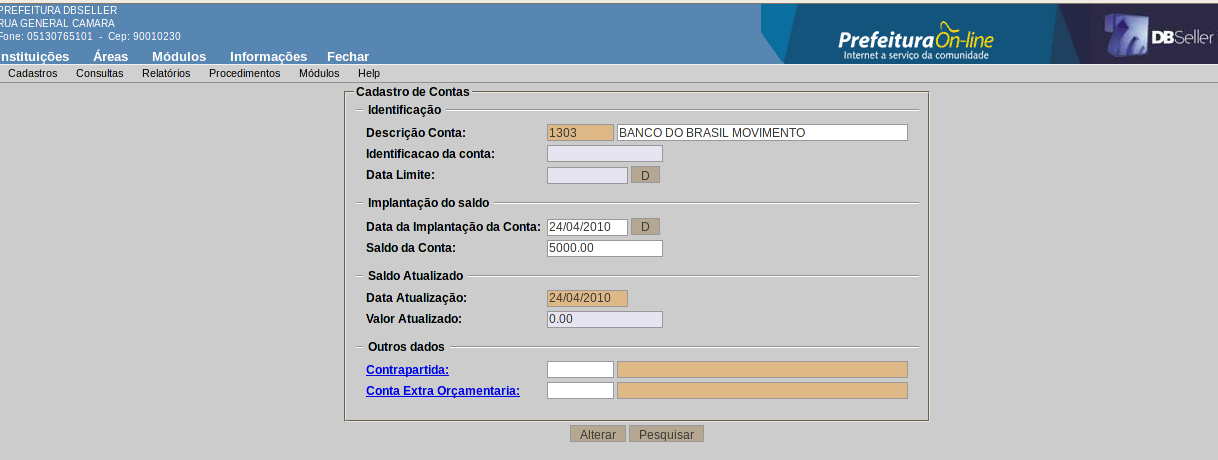 PREFEITURA DBSELLER
RUA GENERAL CAMARA
Fone: 05130765101 - Cep: 90010230
nstituições Áreas Módulos Informações Fechar
PrefeituraOn-line
Internet a serviço da comunidade
DBSeller
Cadastros Consultas Relatórios Procedimentos Módulos Help
Cadastro de Contas
Identificação
Descrição Conta: 1303 BANCO DO BRASIL MOVIMENTO
Identificacao da conta:
Data Limite: D
Implantação do saldo
Data da Implantação da Conta: 24/04/2010 D
Saldo da Conta: 5000.00
Saldo Atualizado
Data Atualização: 24/04/2010
Valor Atualizado: 0.00
Outros dados
Contrapartida:
Conta Extra Orçamentaria:
Alterar Pesquisar